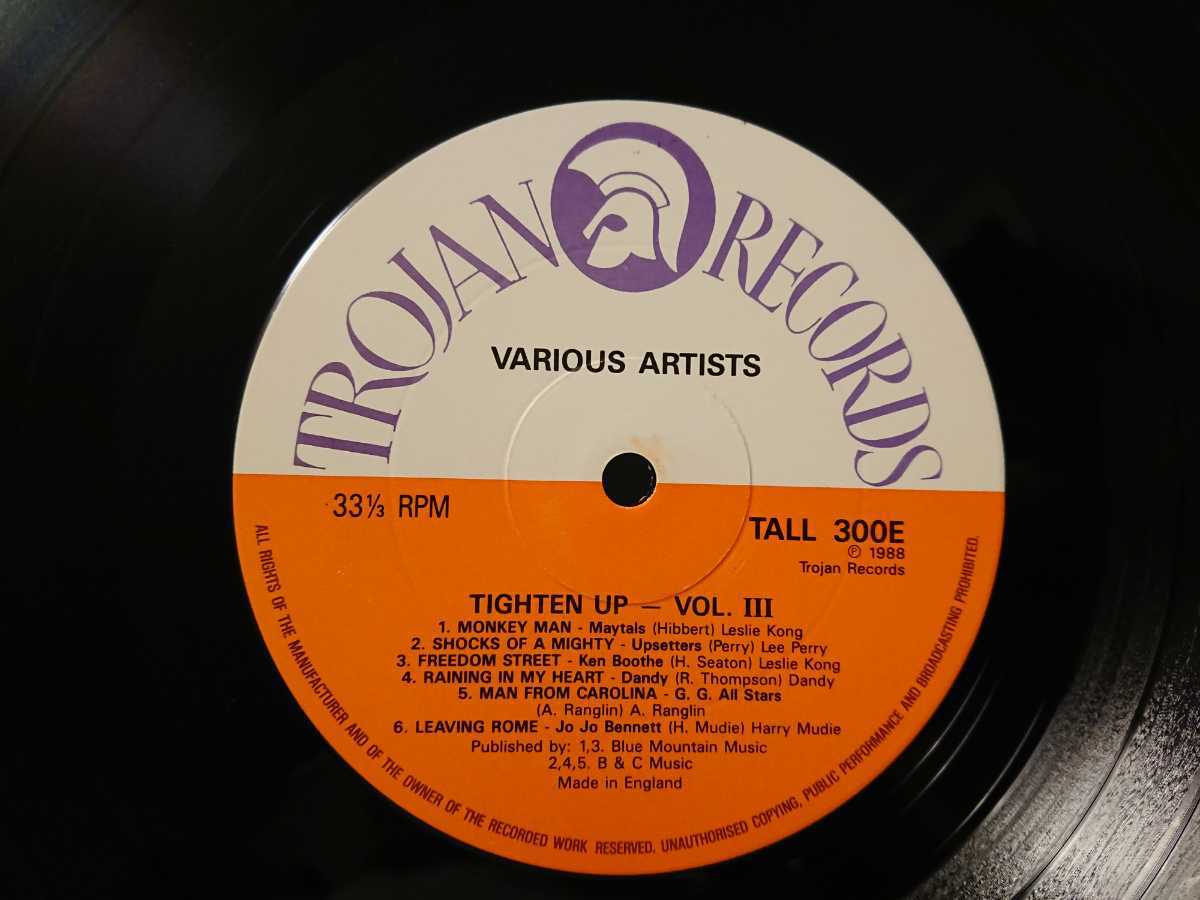 TROJAN RECORDS
VARIOUS ARTISTS
33⅓ RPM
TALL 300E
℗ 1988
Trojan Records
TIGHTEN UP – VOL. III
1. MONKEY MAN - Maytals (Hibbert) Leslie Kong
2. SHOCKS OF A MIGHTY - Upsetters (Perry) Lee Perry
3. FREEDOM STREET - Ken Boothe (H. Seaton) Leslie Kong
4. RAINING IN MY HEART - Dandy (R. Thompson) Dandy
5. MAN FROM CAROLINA - G. G. All Stars
(A. Ranglin) A. Ranglin
6. LEAVING ROME - Jo Jo Bennett (H. Mudie) Harry Mudie
Published by: 1,3. Blue Mountain Music
2,4,5. B & C Music
Made in England
ALL RIGHTS OF THE MANUFACTURER AND OF THE OWNER OF THE RECORDED WORK RESERVED. UNAUTHORISED COPYING, PUBLIC PERFORMANCE AND BROADCASTING PROHIBITED.